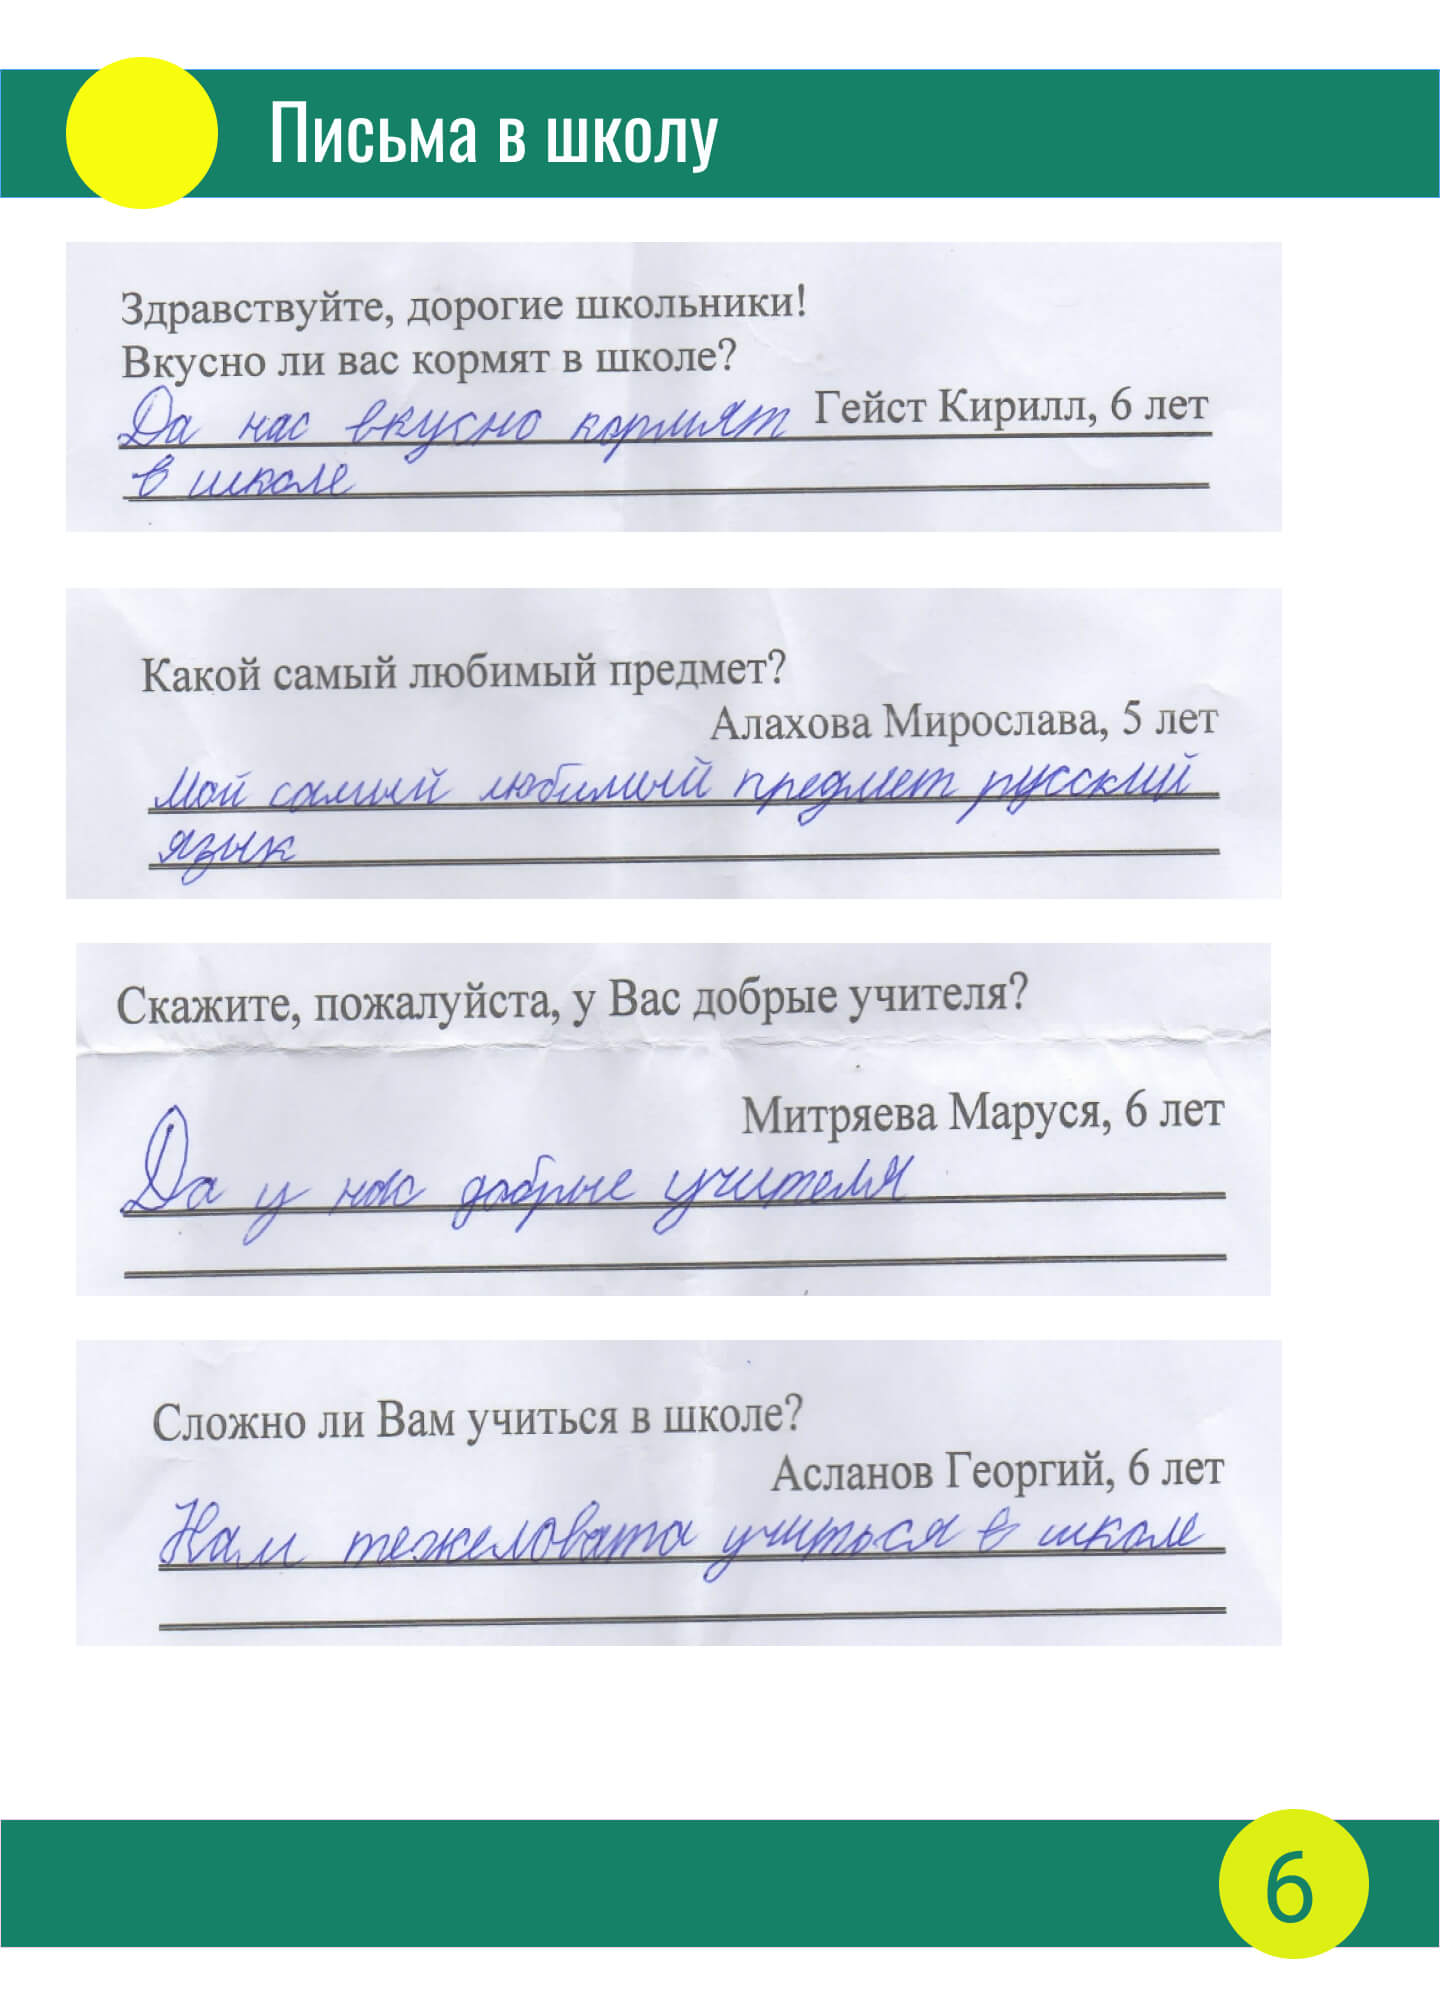 Письма в школу
Здравствуйте, дорогие школьники!
Вкусно ли вас кормят в школе?
Гейст Кирилл, 6 лет
Да нас вкусно кормят
в школе
Какой самый любимый предмет?
Алахова Мирослава, 5 лет
Мой самый любимый предмет русский
язык
Скажите, пожалуйста, у Вас добрые учителя?
Митряева Маруся, 6 лет
Да у нас добрые учителя
Сложно ли Вам учиться в школе?
Асланов Георгий, 6 лет
Нам тежеловата учиться в школе
6